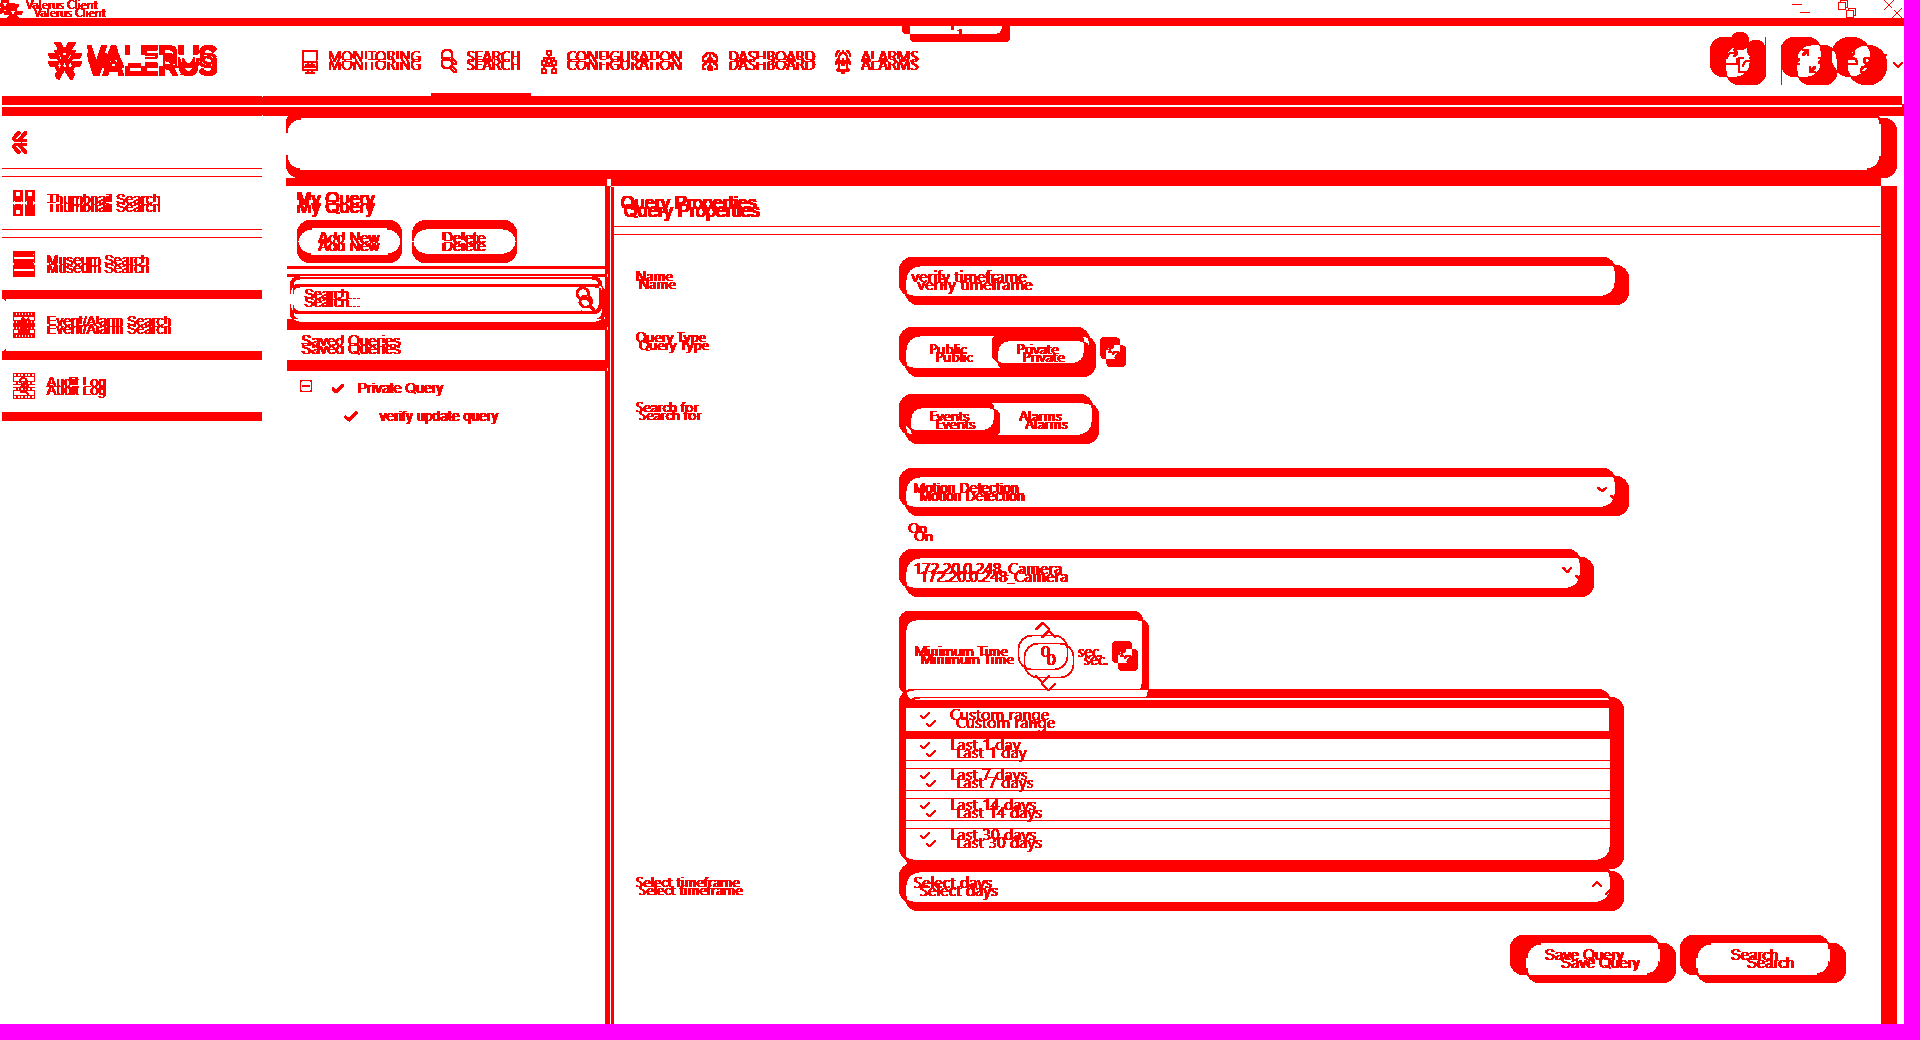 Valerus Client
VALERUS
MONITORING
SEARCH
CONFIGURATION
DASHBOARD
ALARMS
Thumbnail Search
Museum Search
Event/Alarm Search
Audit Log
My Query
Add New
Delete
Search...
Saved Queries
Private Query
verify update query
Query Properties
Name
verify timeframe
Query Type
Public
Private
?
Search for
Events
Alarms
Motion Detection
On
172.20.0.248_Camera
Minimum Time
0
sec.
?
Custom range
Last 1 day
Last 7 days
Last 14 days
Last 30 days
Select timeframe
Select days
Save Query
Search